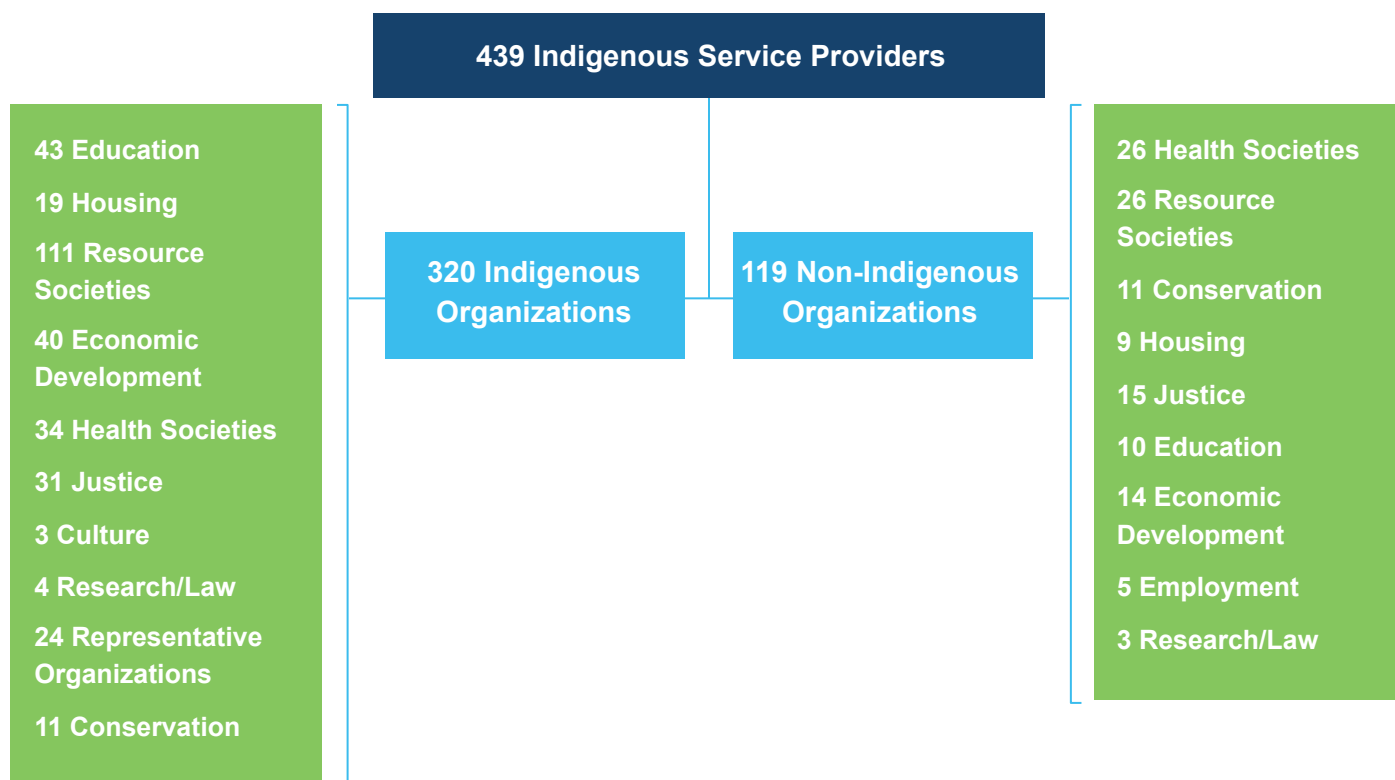 439 Indigenous Service Providers
43 Education
19 Housing
111 Resource
Societies
40 Economic
Development
34 Health Societies
31 Justice
3 Culture
4 Research/Law
24 Representative
Organizations
11 Conservation
320 Indigenous
Organizations
119 Non-Indigenous
Organizations
26 Health Societies
26 Resource
Societies
11 Conservation
9 Housing
15 Justice
10 Education
14 Economic
Development
5 Employment
3 Research/Law